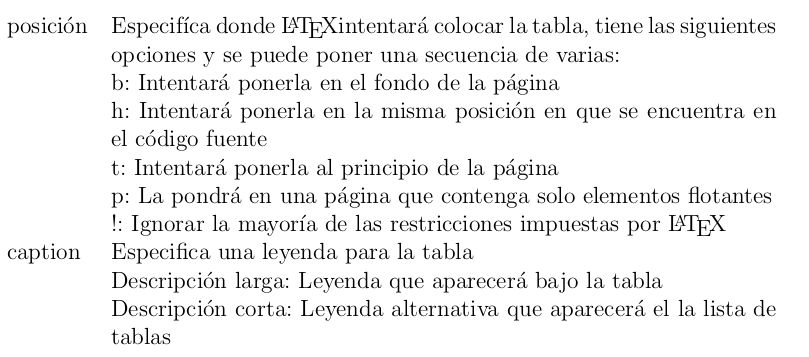 posición Especifíca donde LATEXintentará colocar la tabla, tiene las siguientes
opciones y se puede poner una secuencia de varias:
b: Intentará ponerla en el fondo de la página
h: Intentará ponerla en la misma posición en que se encuentra en
el código fuente
t: Intentará ponerla al principio de la página
p: La pondrá en una página que contenga solo elementos flotantes
!: Ignorar la mayoría de las restricciones impuestas por LATEX
caption Especifica una leyenda para la tabla
Descripción larga: Leyenda que aparecerá bajo la tabla
Descripción corta: Leyenda alternativa que aparecerá el la lista de
tablas